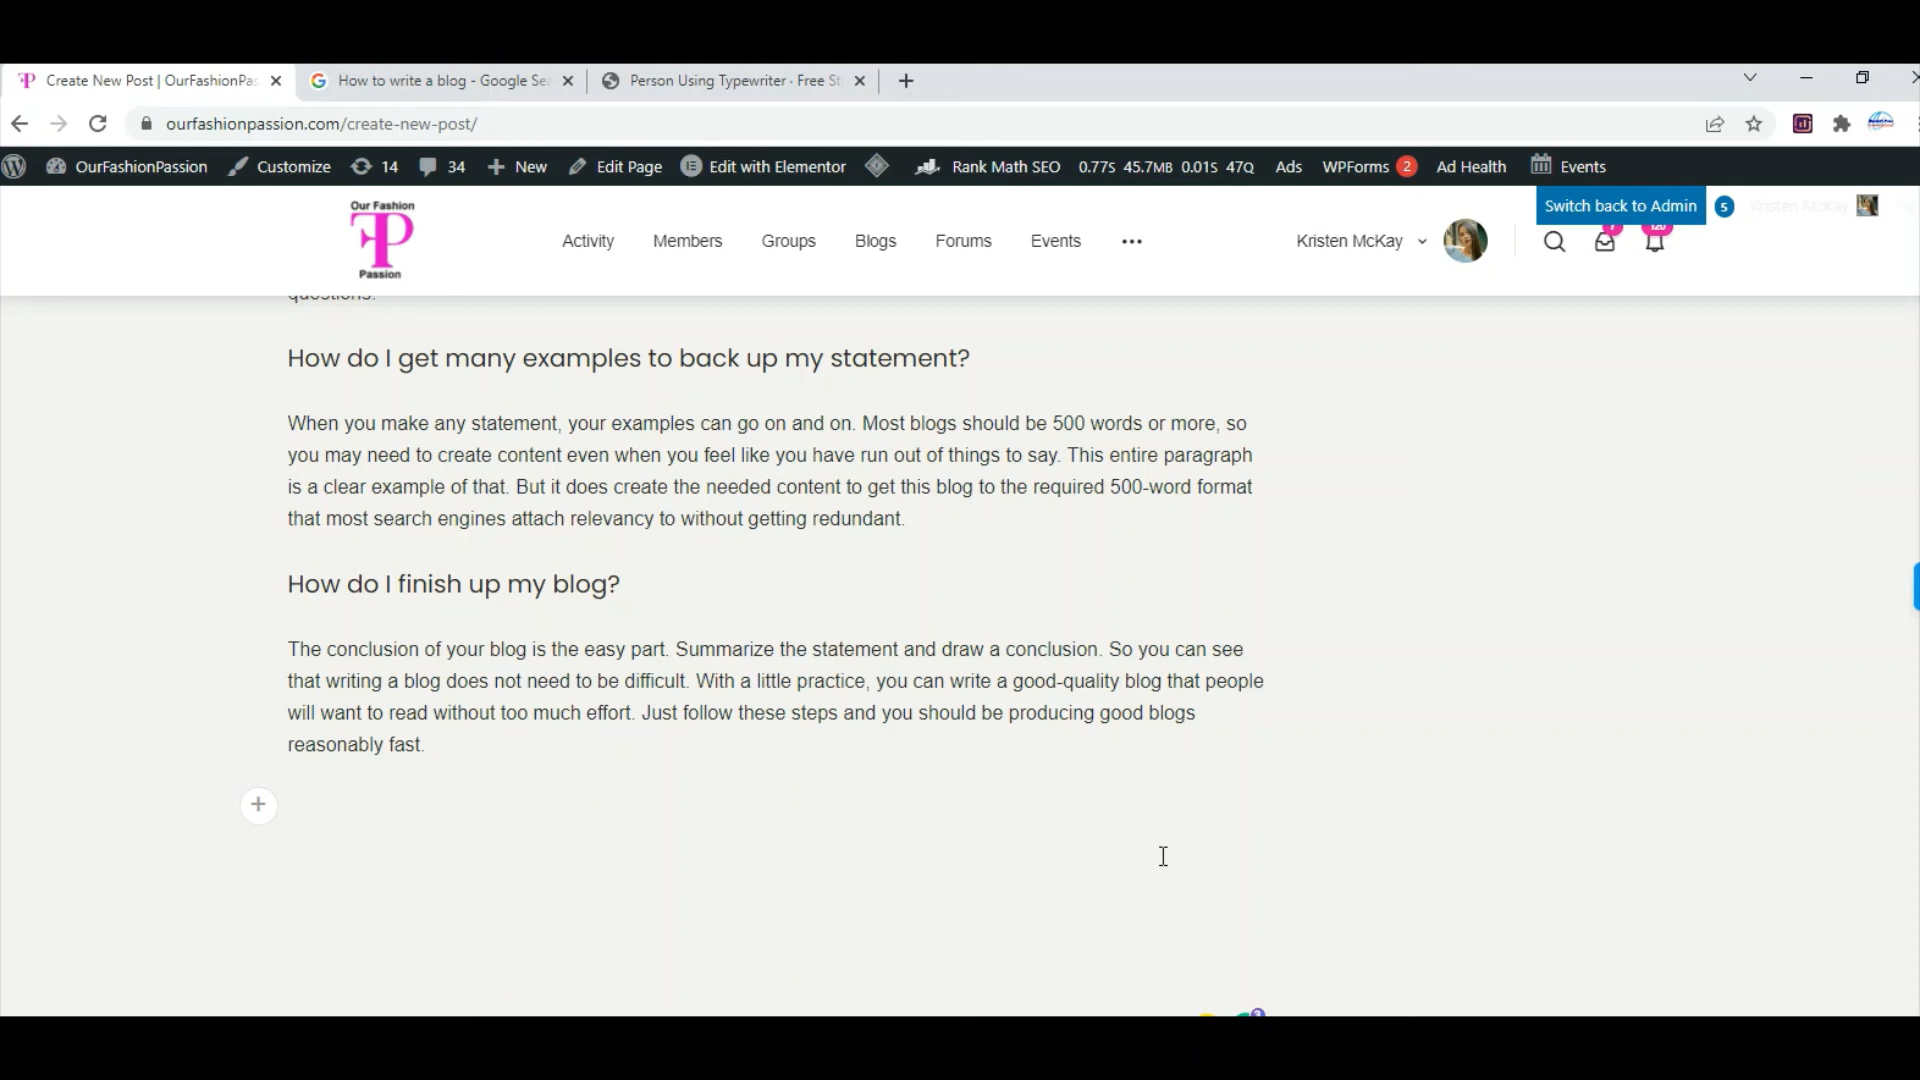 Create New Post | OurFashionPas
How to write a blog - Google Sea
Person Using Typewriter · Free St
ourfashionpassion.com/create-new-post/
OurFashionPassion Customize 14 34 New Edit Page Edit with Elementor Rank Math SEO 0.77S 45.7MB 0.01S 47Q Ads WPForms 2 Ad Health Events
Switch back to Admin 5 Kristen McKay
Our Fashion
FP
Passion
Activity Members Groups Blogs Forums Events ••• Kristen McKay
questions.
How do I get many examples to back up my statement?
When you make any statement, your examples can go on and on. Most blogs should be 500 words or more, so
you may need to create content even when you feel like you have run out of things to say. This entire paragraph
is a clear example of that. But it does create the needed content to get this blog to the required 500-word format
that most search engines attach relevancy to without getting redundant.
How do I finish up my blog?
The conclusion of your blog is the easy part. Summarize the statement and draw a conclusion. So you can see
that writing a blog does not need to be difficult. With a little practice, you can write a good-quality blog that people
will want to read without too much effort. Just follow these steps and you should be producing good blogs
reasonably fast.
3